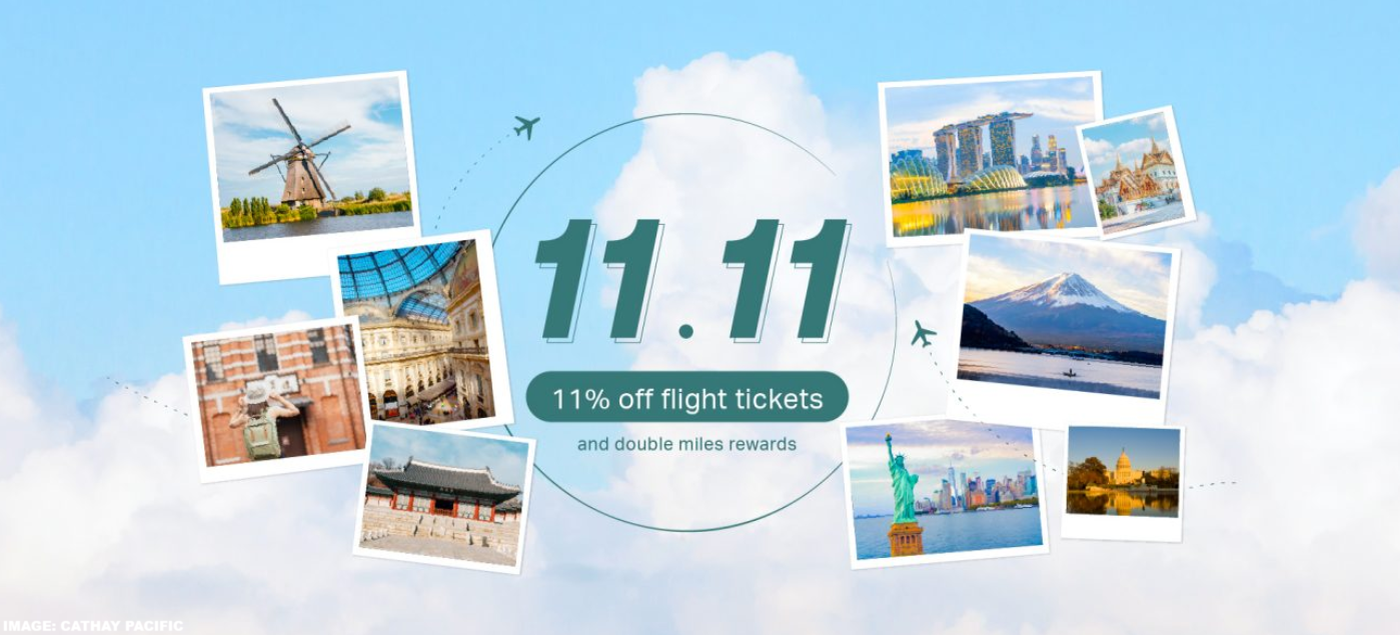 11.11
11% off flight tickets
and double miles rewards
IMAGE: CATHAY PACIFIC